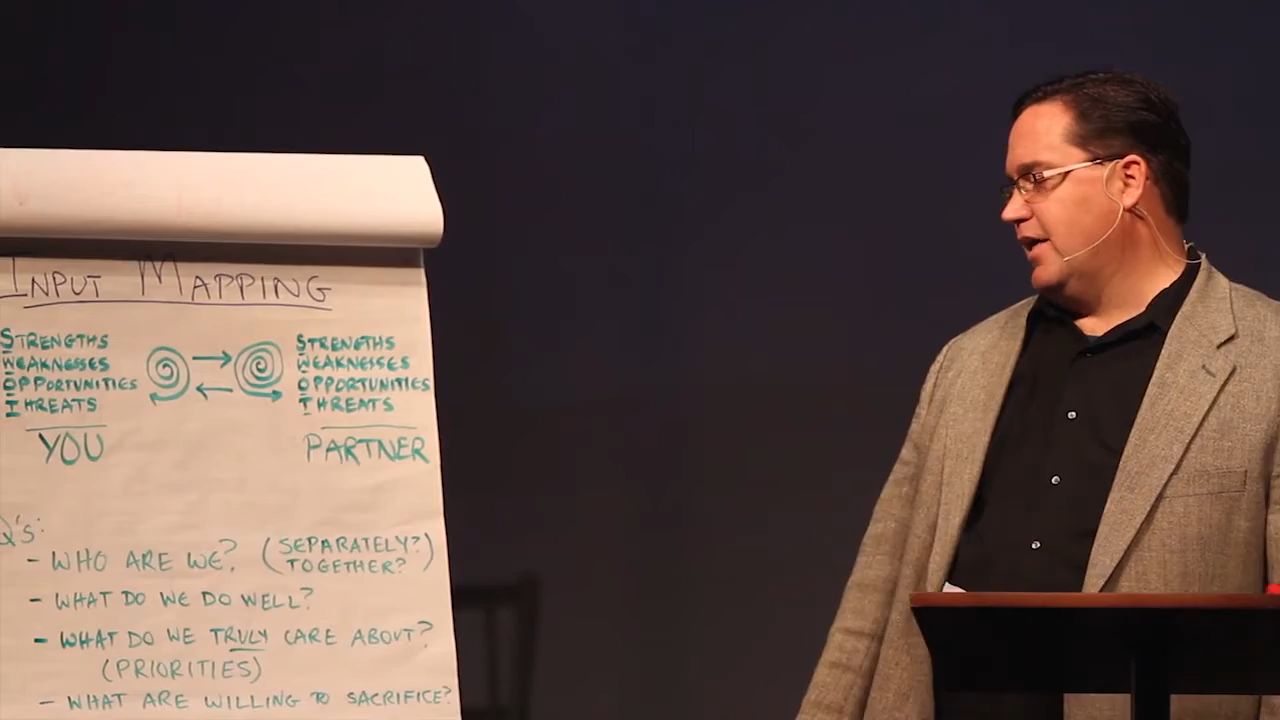 INPUT MAPPING
STRENGTHS
WEAKNESSES
OPPORTUNITIES
THREATS
YOU
STRENGTHS
WEAKNESSES
OPPORTUNITIES
THREATS
PARTNER
Q's:
- WHO ARE WE? (SEPARATELY? TOGETHER?)
- WHAT DO WE DO WELL?
- WHAT DO WE TRULY CARE ABOUT?
(PRIORITIES)
- WHAT ARE WILLING TO SACRIFICE?